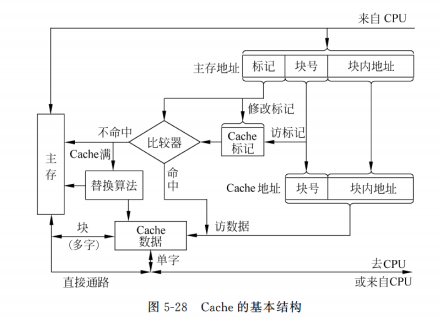 来自 CPU
主存地址 标记 块号 块内地址
修改标记
不命中 比较器 Cache 标记 访标记
主存
Cache满
命中
替换算法
Cache 地址 块号 块内地址
块
(多字)
Cache
数据
访数据
单字
直接通路
去CPU
或来自CPU
图 5-28 Cache 的基本结构